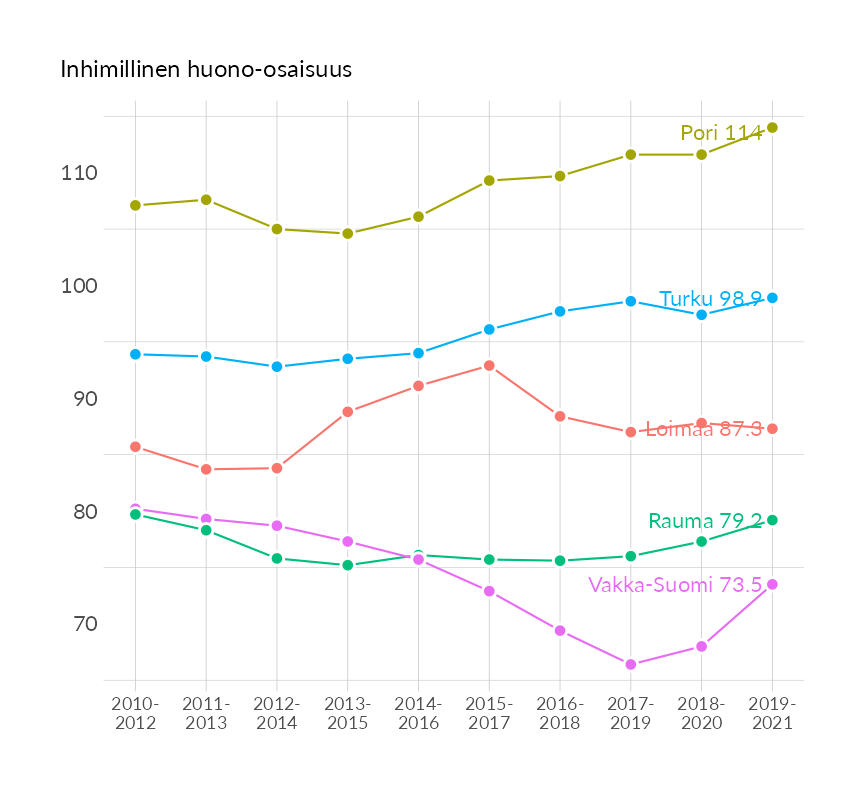 Inhimillinen huono-osaisuus
Pori 114
110
100
Turku 98.9
90
Loimaa 87.3
80
Rauma 79.2
Vakka-Suomi 73.5
70
2010- 2011- 2012- 2013- 2014- 2015- 2016- 2017- 2018- 2019-
2012 2013 2014 2015 2016 2017 2018 2019 2020 2021